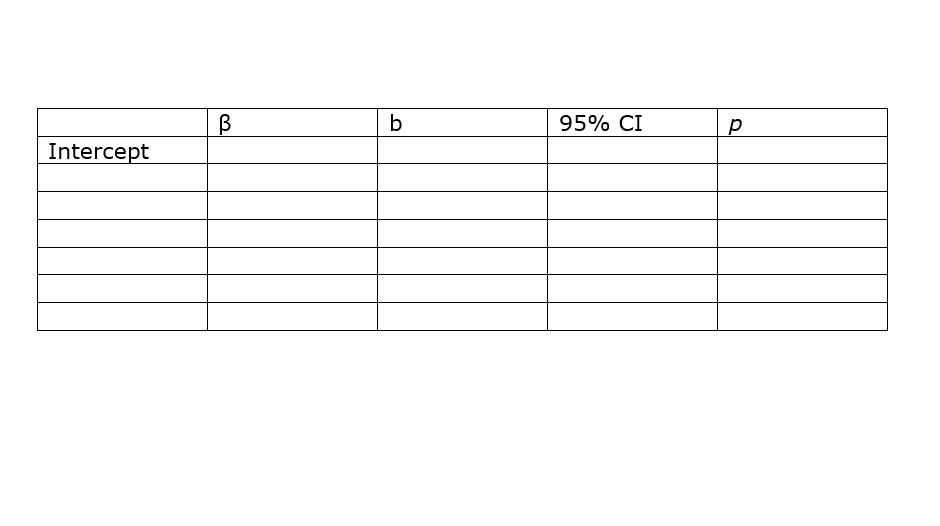 β b 95% CI p
Intercept